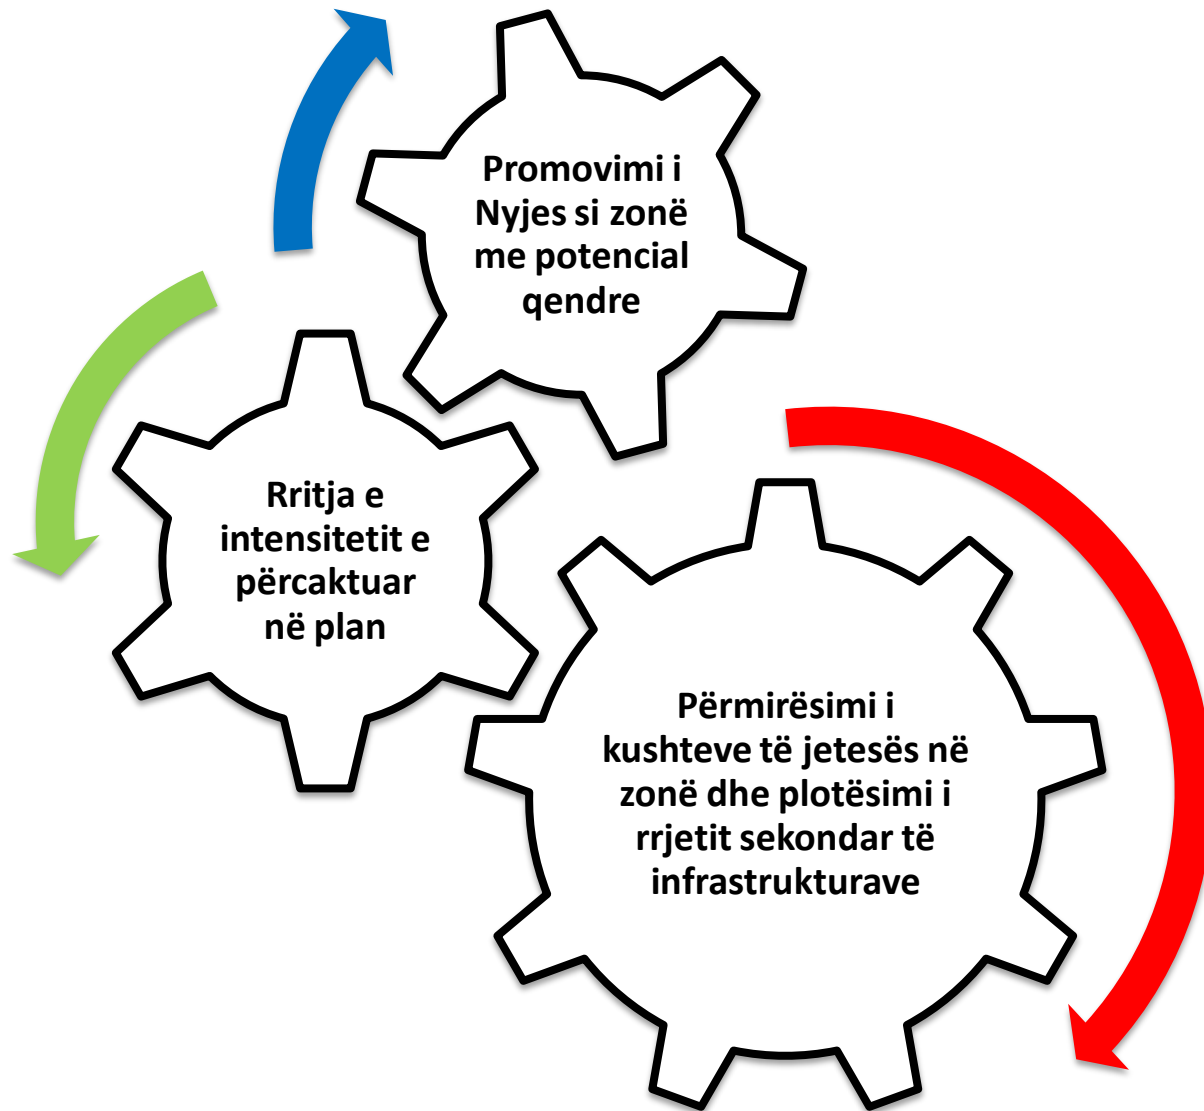 Promovimi i
Nyjes si zonë
me potencial
qendre
Rritja e
intensitetit e
përcaktuar
në plan
Përmirësimi i
kushteve të jetesës në
zonë dhe plotësimi i
rrjetit sekondar të
infrastrukturave